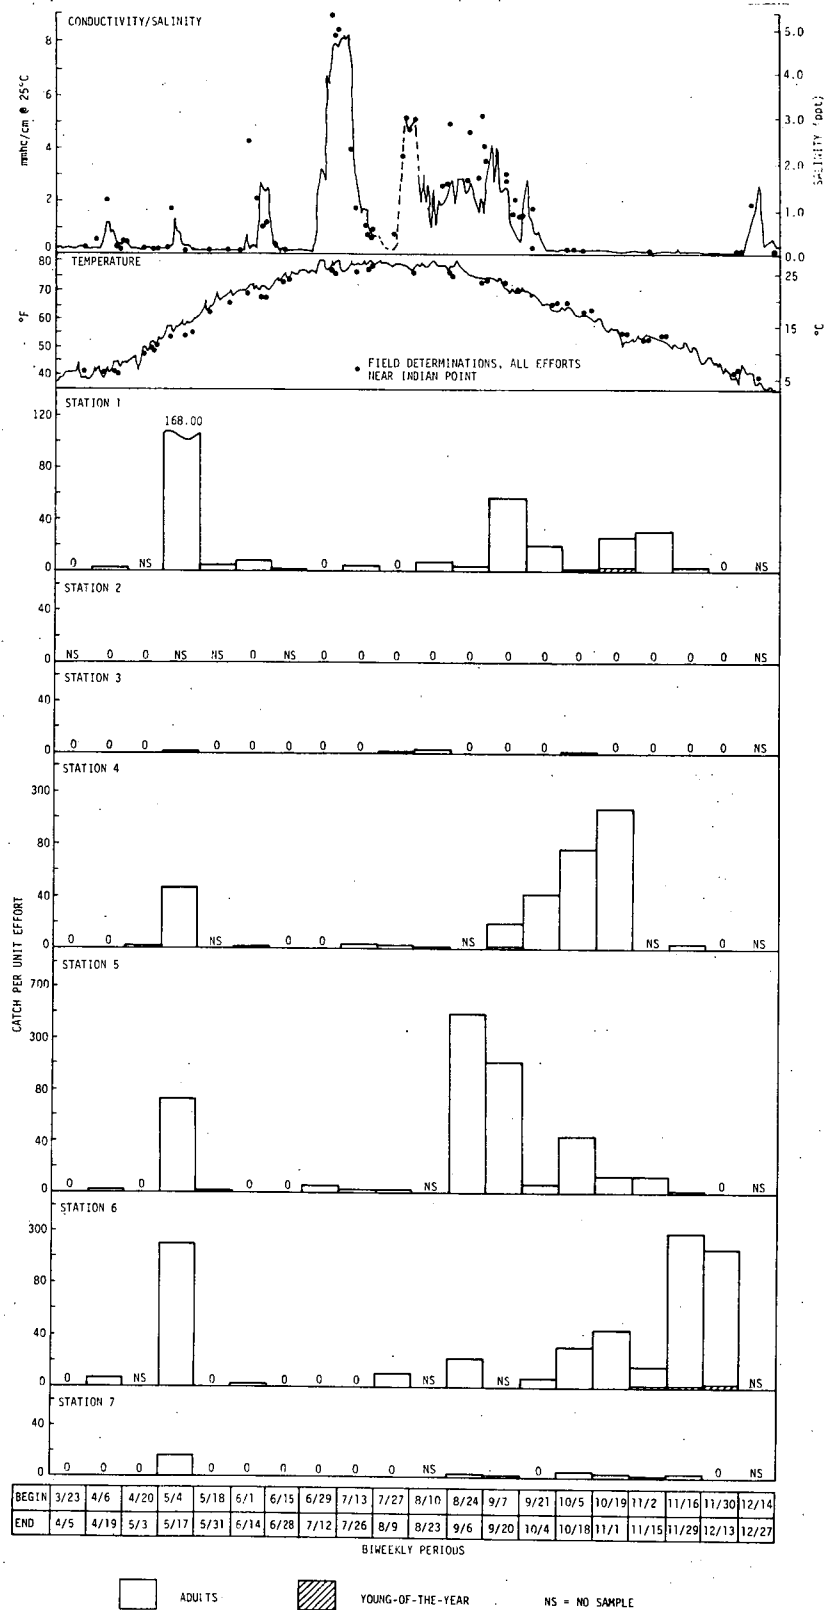 CONDUCTIVITY/SALINITY
8
6
4
2
0
mmhc/cm @ 25°C
5.0
4.0
3.0
2.0
1.0
0.0
SALINITY (ppt)
TEMPERATURE
80
70
60
50
40
°F
25
15
5
°C
• FIELD DETERMINATIONS, ALL EFFORTS
NEAR INDIAN POINT
CATCH PER UNIT EFFORT
STATION 1
120
80
40
0
168.00
0 NS 0 0 0 NS
STATION 2
40
0
NS 0 0 NS NS 0 NS 0 0 0 0 0 0 0 0 0 0 0 0 NS
STATION 3
40
0
0 0 0 0 0 0 0 0 0 0 0 0 0 0 0 NS
STATION 4
300
80
40
0
0 0 NS 0 0 NS NS 0 NS
STATION 5
700
300
80
40
0
0 0 0 0 NS 0 NS
STATION 6
300
80
40
0
0 NS 0 0 0 0 NS NS NS
STATION 7
40
0
0 0 0 0 0 0 0 0 0 NS 0 0 NS
BEGIN 3/23 4/6 4/20 5/4 5/18 6/1 6/15 6/29 7/13 7/27 8/10 8/24 9/7 9/21 10/5 10/19 11/2 11/16 11/30 12/14
END 4/5 4/19 5/3 5/17 5/31 6/14 6/28 7/12 7/26 8/9 8/23 9/6 9/20 10/4 10/18 11/1 11/15 11/29 12/13 12/27
BIWEEKLY PERIODS
ADULTS
YOUNG-OF-THE-YEAR
NS = NO SAMPLE